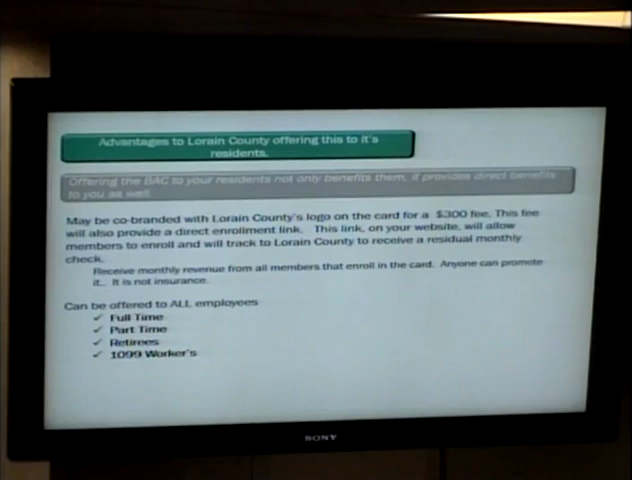 Advantages to Lorain County offering this to it's
residents.
Offering the BAC to your residents not only benefits them, it provides direct benefits
to you as well.
May be co-branded with Lorain County's logo on the card for a $300 fee. This fee
will also provide a direct enrollment link. This link, on your website, will allow
members to enroll and will track to Lorain County to receive a residual monthly
check.
Receive monthly revenue from all members that enroll in the card. Anyone can promote
it... It is not insurance.
Can be offered to ALL employees
✓ Full Time
✓ Part Time
✓ Retirees
✓ 1099 Worker's
SONY